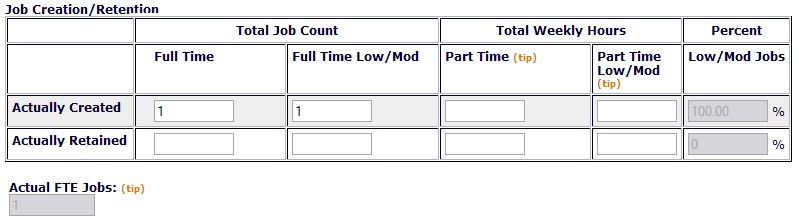 Job Creation/Retention
Total Job Count Total Weekly Hours Percent
Full Time Full Time Low/Mod Part Time (tip) Part Time Low/Mod Jobs
Low/Mod
(tip)
Actually Created 1 1 100.00 %
Actually Retained 0 %
Actual FTE Jobs: (tip)
1